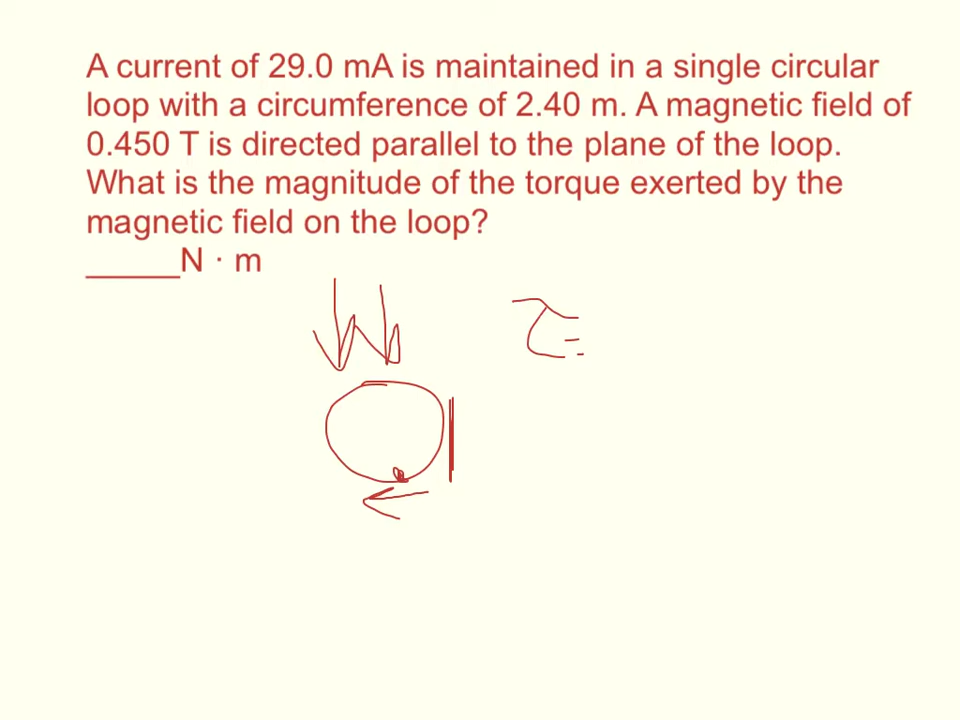 A current of 29.0 mA is maintained in a single circular
loop with a circumference of 2.40 m. A magnetic field of
0.450 T is directed parallel to the plane of the loop.
What is the magnitude of the torque exerted by the
magnetic field on the loop?
_____N · m
τ =